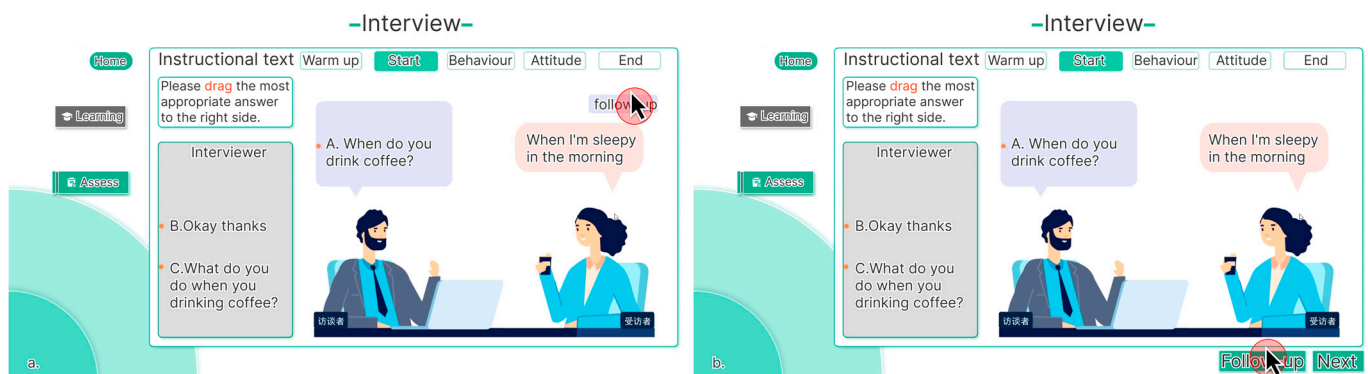 –Interview–
Home
Instructional text
Warm up
Start
Behaviour
Attitude
End
Please drag the most
appropriate answer
to the right side.
Learning
Assess
Interviewer
B.Okay thanks
C.What do you
do when you
drinking coffee?
A. When do you
drink coffee?
follow-up
When I'm sleepy
in the morning
访谈者
受访者
a.
–Interview–
Home
Instructional text
Warm up
Start
Behaviour
Attitude
End
Please drag the most
appropriate answer
to the right side.
Learning
Assess
Interviewer
B.Okay thanks
C.What do you
do when you
drinking coffee?
A. When do you
drink coffee?
When I'm sleepy
in the morning
访谈者
受访者
b.
Follow-up
Next